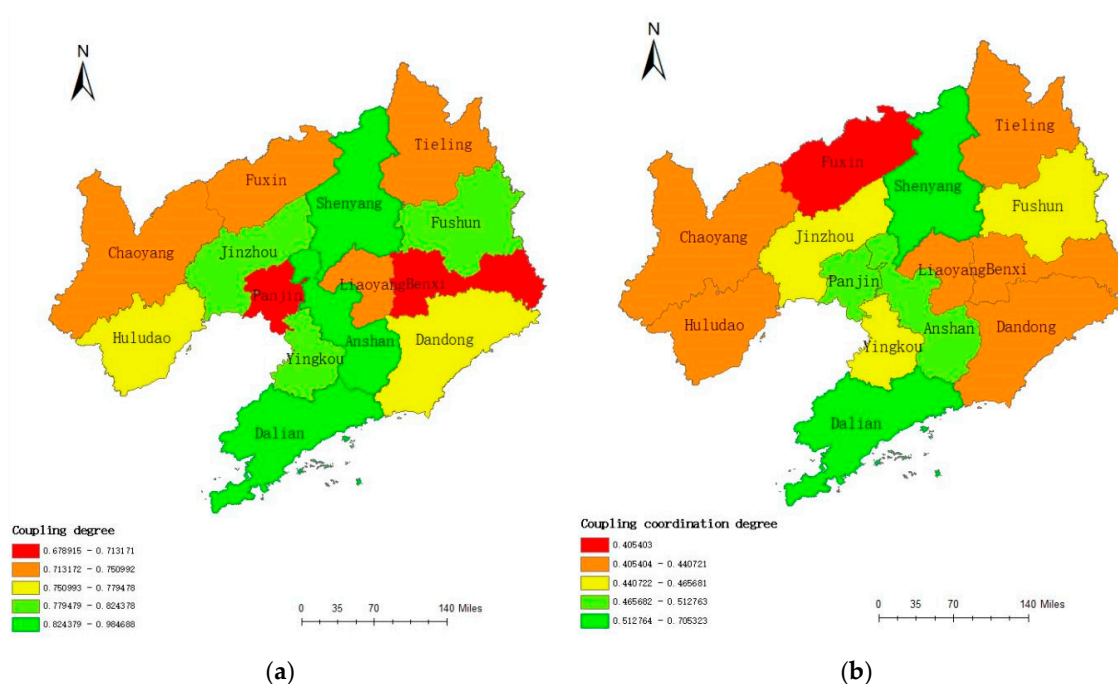 N
Tieling
Fuxin
Shenyang
Fushun
Jinzhou
Chaoyang
Liaoyang
Benxi
Panjin
Huludao
Anshan
Dandong
Yingkou
Dalian
Coupling degree
0.678915 - 0.713171
0.713172 - 0.750992
0.750993 - 0.779478
0.779479 - 0.824378
0.824379 - 0.984688
0 35 70 140 Miles
(a)
N
Tieling
Fuxin
Shenyang
Fushun
Jinzhou
Chaoyang
Liaoyang
Benxi
Panjin
Huludao
Anshan
Dandong
Yingkou
Dalian
Coupling coordination degree
0.405403
0.405404 - 0.440721
0.440722 - 0.465681
0.465682 - 0.512763
0.512764 - 0.705323
0 35 70 140 Miles
(b)